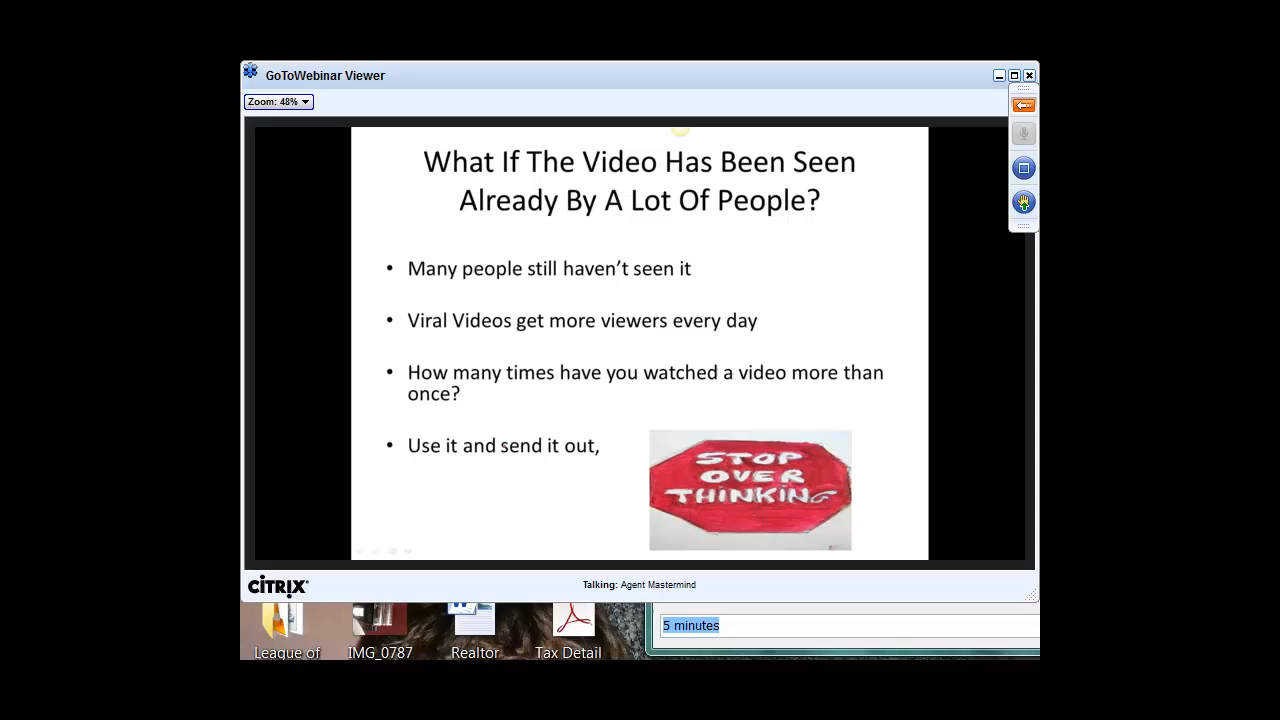 GoToWebinar Viewer
Zoom: 48%
What If The Video Has Been Seen
Already By A Lot Of People?
• Many people still haven't seen it
• Viral Videos get more viewers every day
• How many times have you watched a video more than
once?
• Use it and send it out,
STOP
OVER
THINKING
CITRIX
Talking: Agent Mastermind
5 minutes
League of
IMG_0787
Realtor
Tax Detail